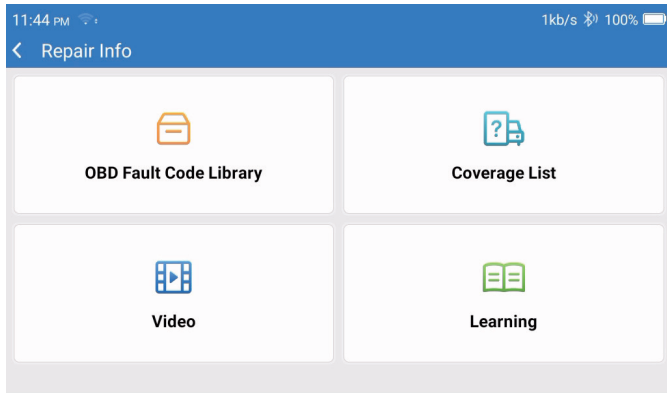 11:44 PM 1kb/s 100%
Repair Info
OBD Fault Code Library
Coverage List
Video
Learning